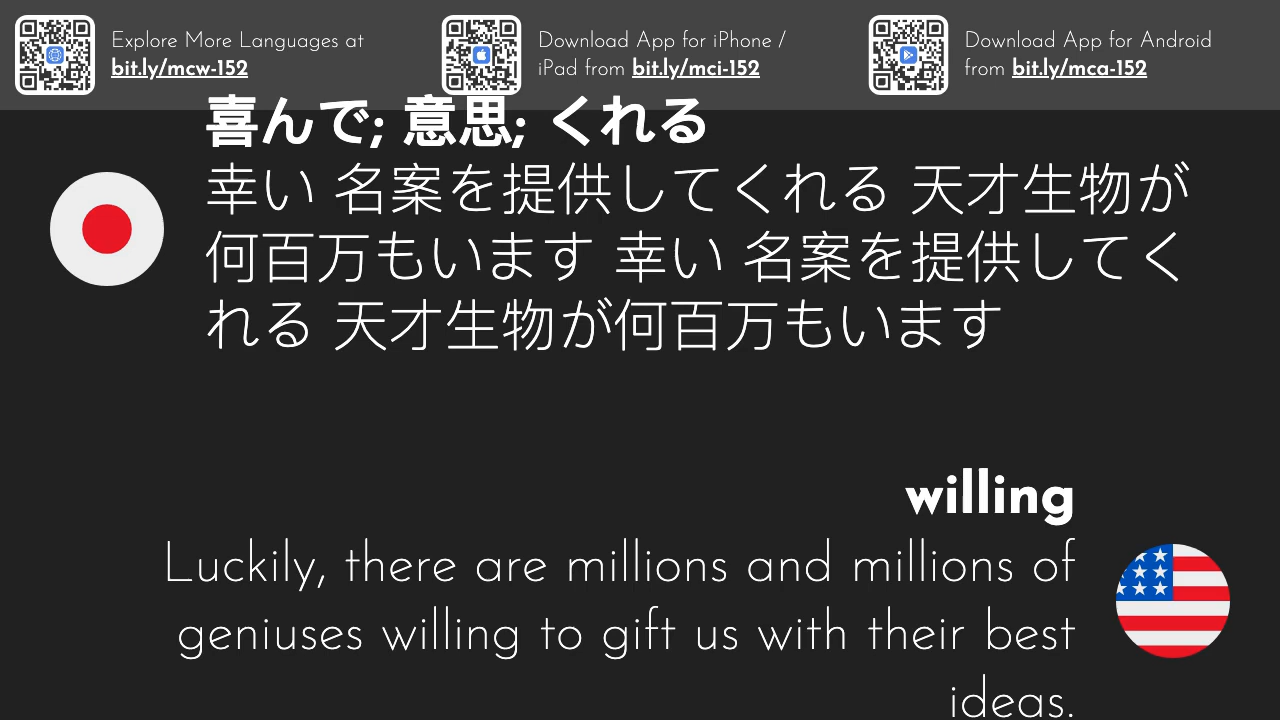 Explore More Languages at
bit.ly/mcw-152
Download App for iPhone /
iPad from bit.ly/mci-152
Download App for Android
from bit.ly/mca-152
喜んで; 意思; くれる
幸い 名案を提供してくれる 天才生物が
何百万もいます 幸い 名案を提供してく
れる 天才生物が何百万もいます
willing
Luckily, there are millions and millions of
geniuses willing to gift us with their best
ideas.